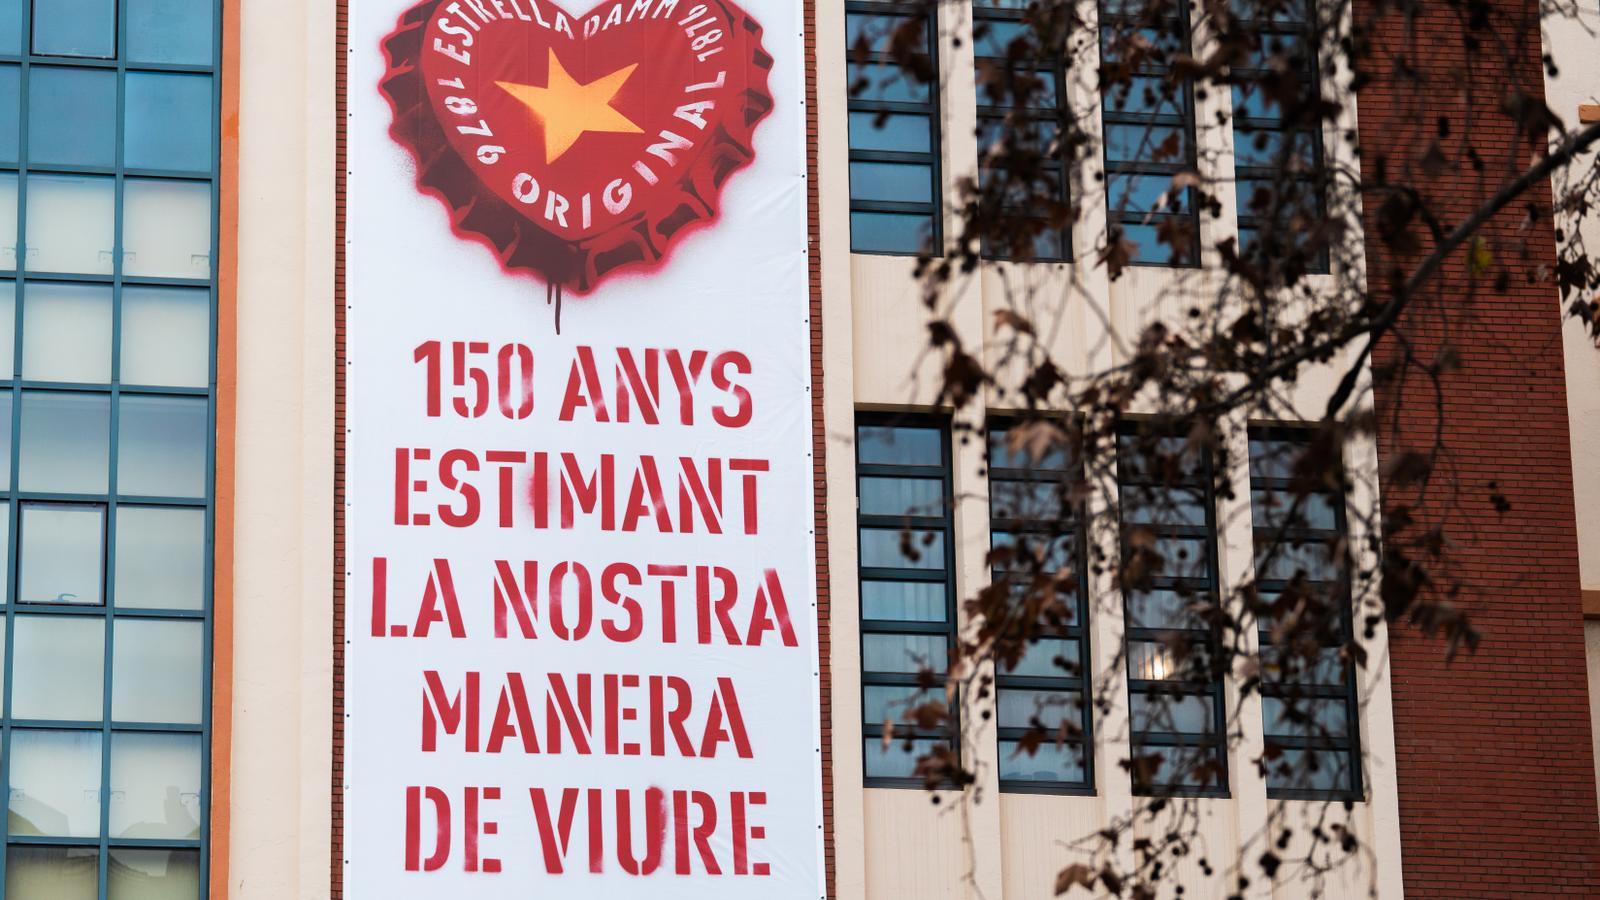 1876 ESTRELLA DAMM 1876
ORIGINAL
150 ANYS
ESTIMANT
LA NOSTRA
MANERA
DE VIURE